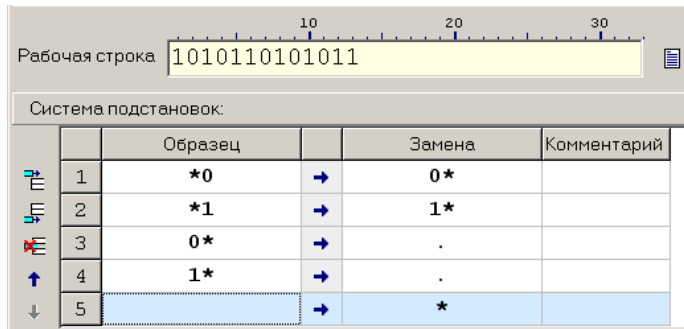 10 20 30
Рабочая строка 1010110101011
Система подстановок:
Образец Замена Комментарий
1 *0 → 0*
2 *1 → 1*
3 0* → .
4 1* → .
5 → *